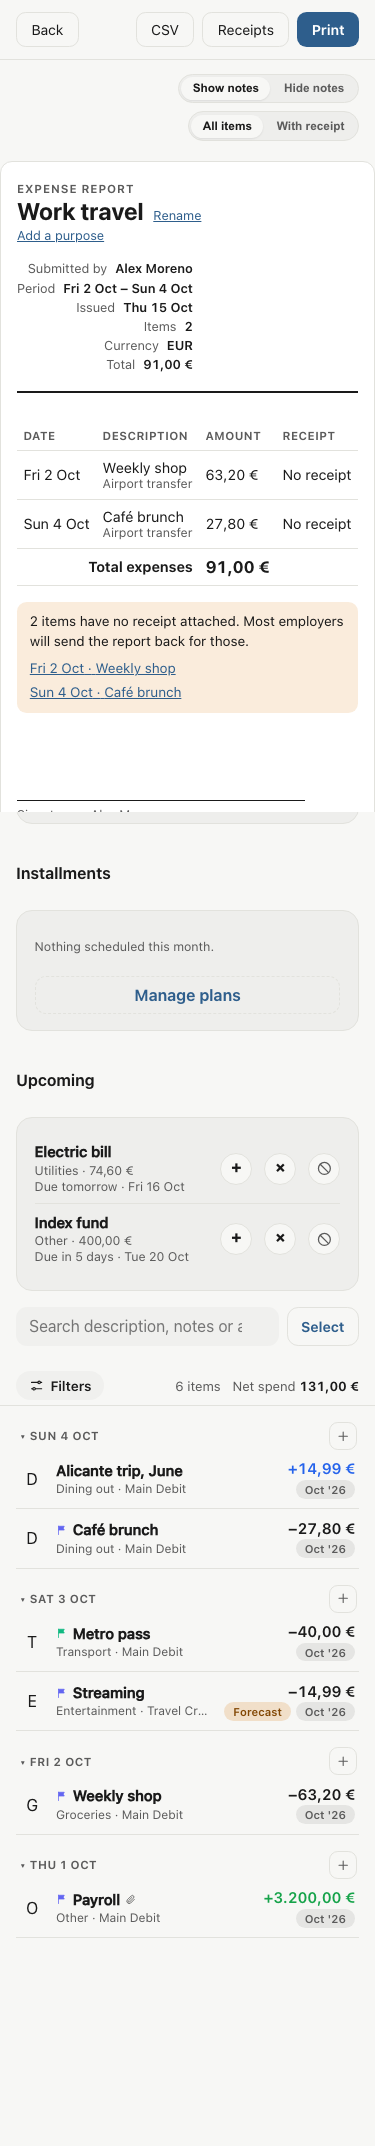 Back CSV Receipts Print
Show notes Hide notes
All items With receipt
EXPENSE REPORT
Work travel Rename
Add a purpose
Submitted by Alex Moreno
Period Fri 2 Oct – Sun 4 Oct
Issued Thu 15 Oct
Items 2
Currency EUR
Total 91,00 €
DATE DESCRIPTION AMOUNT RECEIPT
Fri 2 Oct Weekly shop 63,20 € No receipt
Airport transfer
Sun 4 Oct Café brunch 27,80 € No receipt
Airport transfer
Total expenses 91,00 €
2 items have no receipt attached. Most employers
will send the report back for those.
Fri 2 Oct · Weekly shop
Sun 4 Oct · Café brunch
Installments
Nothing scheduled this month.
Manage plans
Upcoming
Electric bill
Utilities · 74,60 €
Due tomorrow · Fri 16 Oct
Index fund
Other · 400,00 €
Due in 5 days · Tue 20 Oct
Search description, notes or Select
Filters 6 items Net spend 131,00 €
SUN 4 OCT
D Alicante trip, June +14,99 €
Dining out · Main Debit Oct '26
D Café brunch −27,80 €
Dining out · Main Debit Oct '26
SAT 3 OCT
T Metro pass −40,00 €
Transport · Main Debit Oct '26
E Streaming −14,99 €
Entertainment · Travel Cr... Forecast Oct '26
FRI 2 OCT
G Weekly shop −63,20 €
Groceries · Main Debit Oct '26
THU 1 OCT
O Payroll +3.200,00 €
Other · Main Debit Oct '26